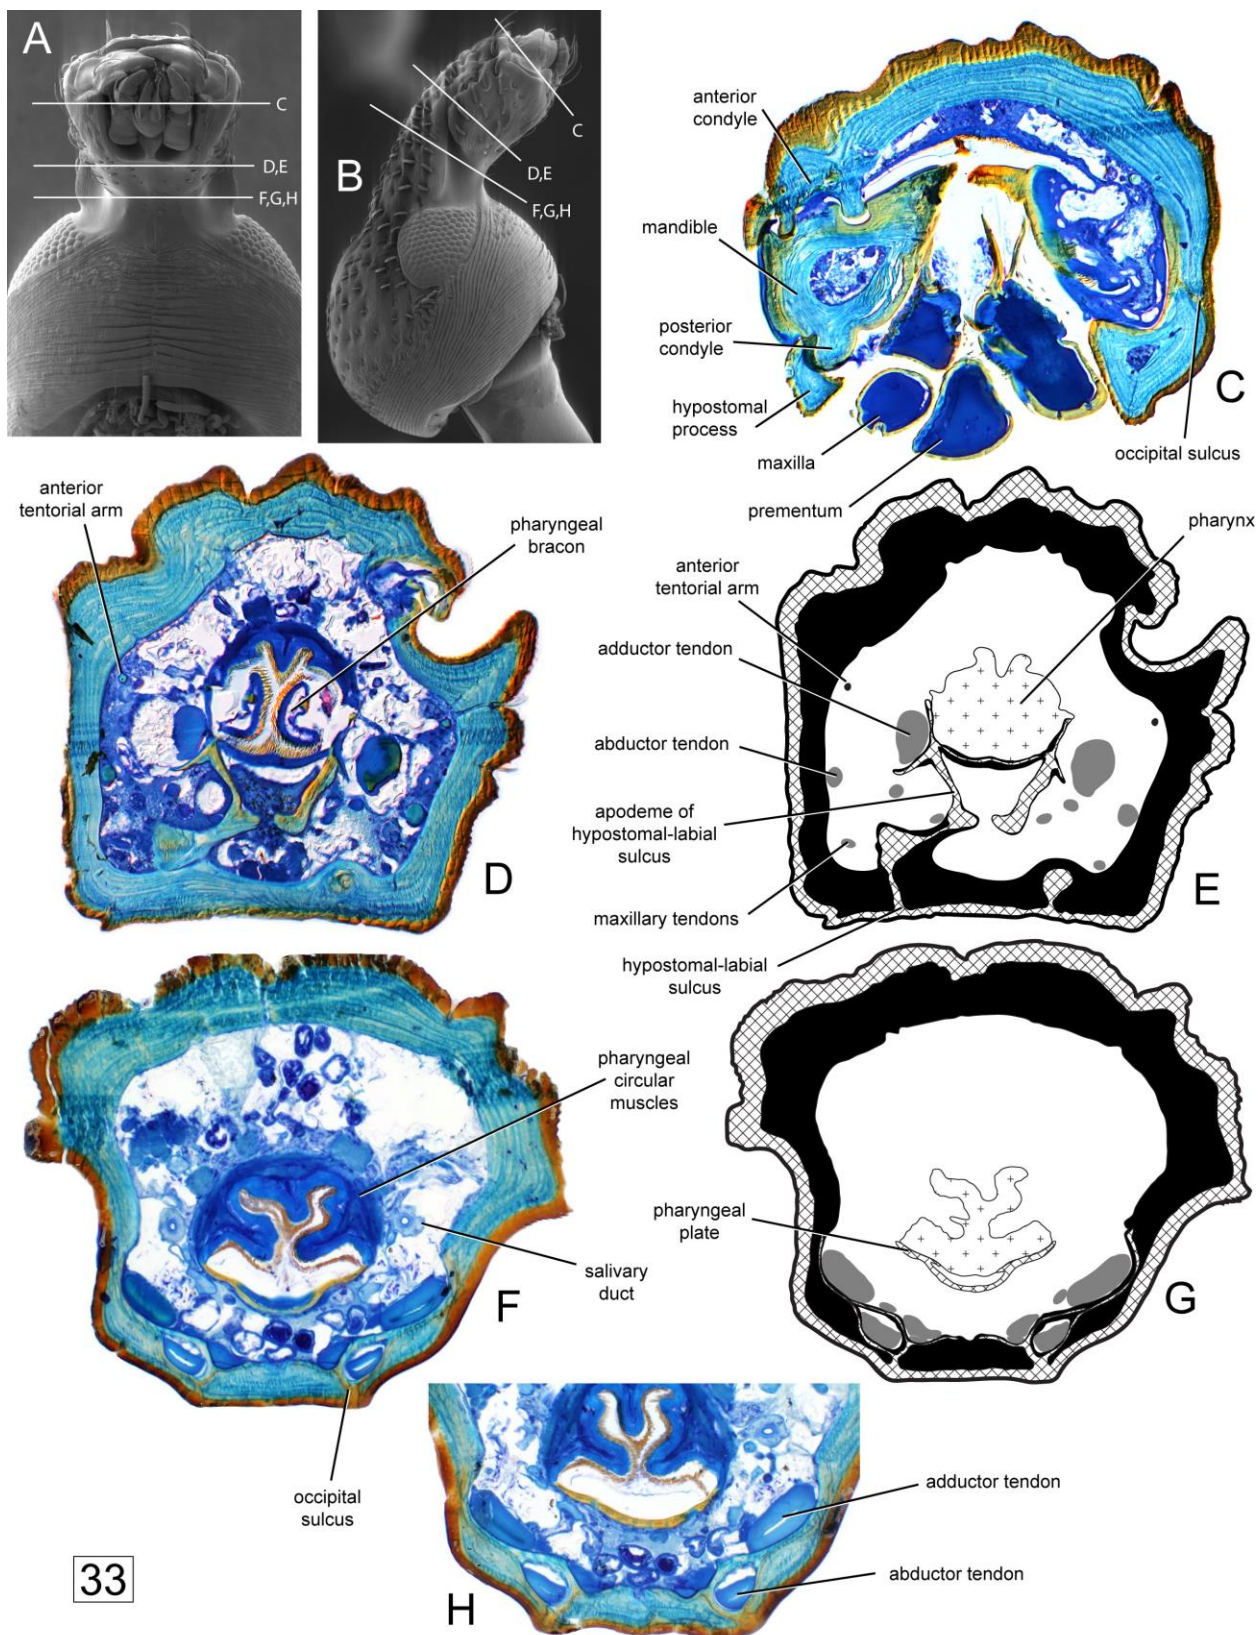 A
C
D,E
F,G,H
B
C
D,E
F,G,H
anterior
condyle
mandible
posterior
condyle
hypostomal
process
maxilla
prementum
occipital sulcus
C
anterior
tentorial arm
pharyngeal
bracon
D
pharynx
anterior
tentorial arm
adductor tendon
abductor tendon
apodeme of
hypostomal-labial
sulcus
maxillary tendons
hypostomal-labial
sulcus
E
pharyngeal
circular
muscles
salivary
duct
occipital
sulcus
F
pharyngeal
plate
G
adductor tendon
abductor tendon
H
33